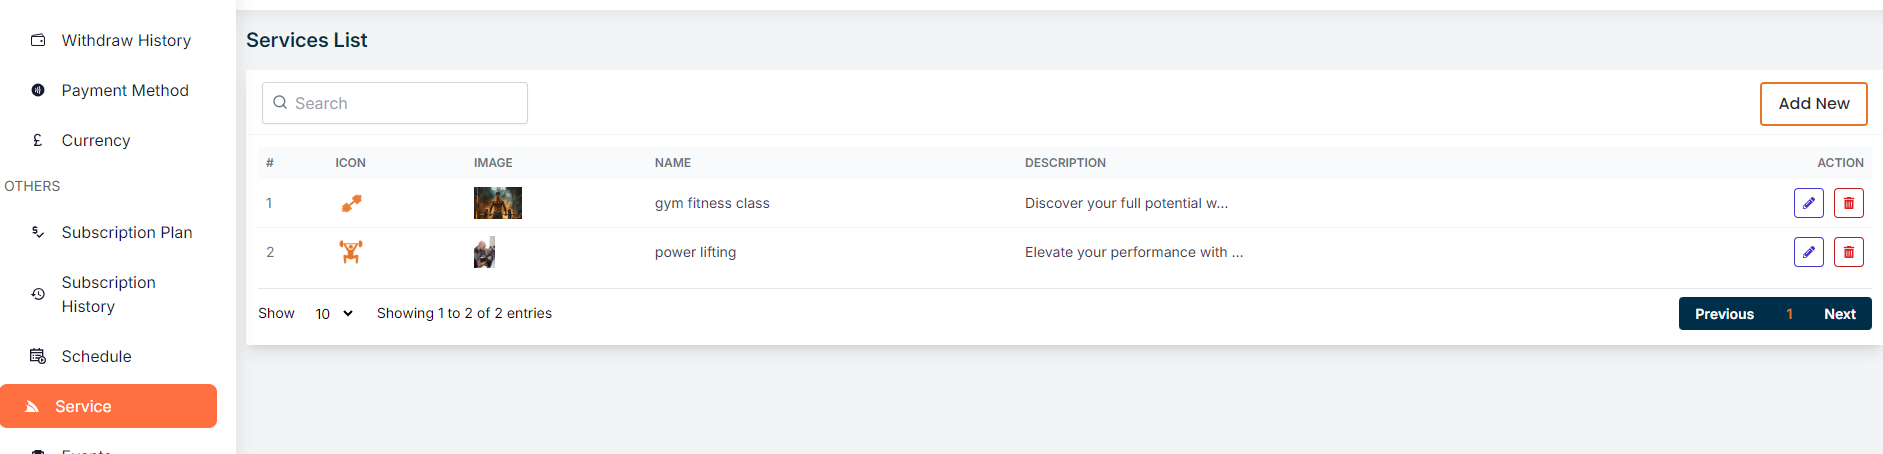 Withdraw History
Payment Method
£ Currency
OTHERS
Subscription Plan
Subscription
History
Schedule
Service
Events
Services List
Search
Add New
# ICON IMAGE NAME DESCRIPTION ACTION
1 gym fitness class Discover your full potential w...
2 power lifting Elevate your performance with ...
Show 10 Showing 1 to 2 of 2 entries
Previous 1 Next